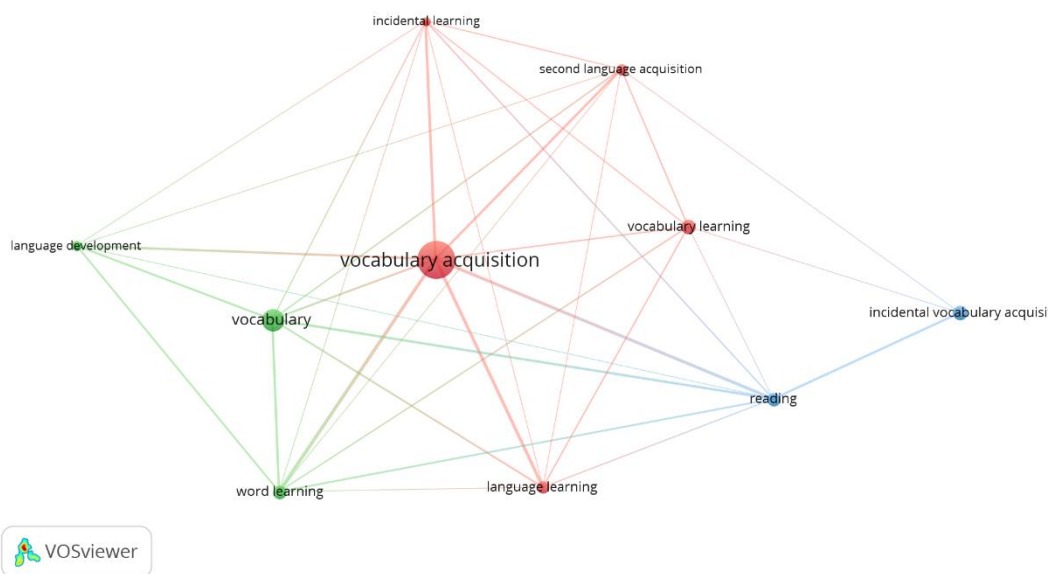 incidental learning
second language acquisition
vocabulary learning
language development
vocabulary acquisition
incidental vocabulary acquisi
vocabulary
reading
word learning
language learning
VOSviewer